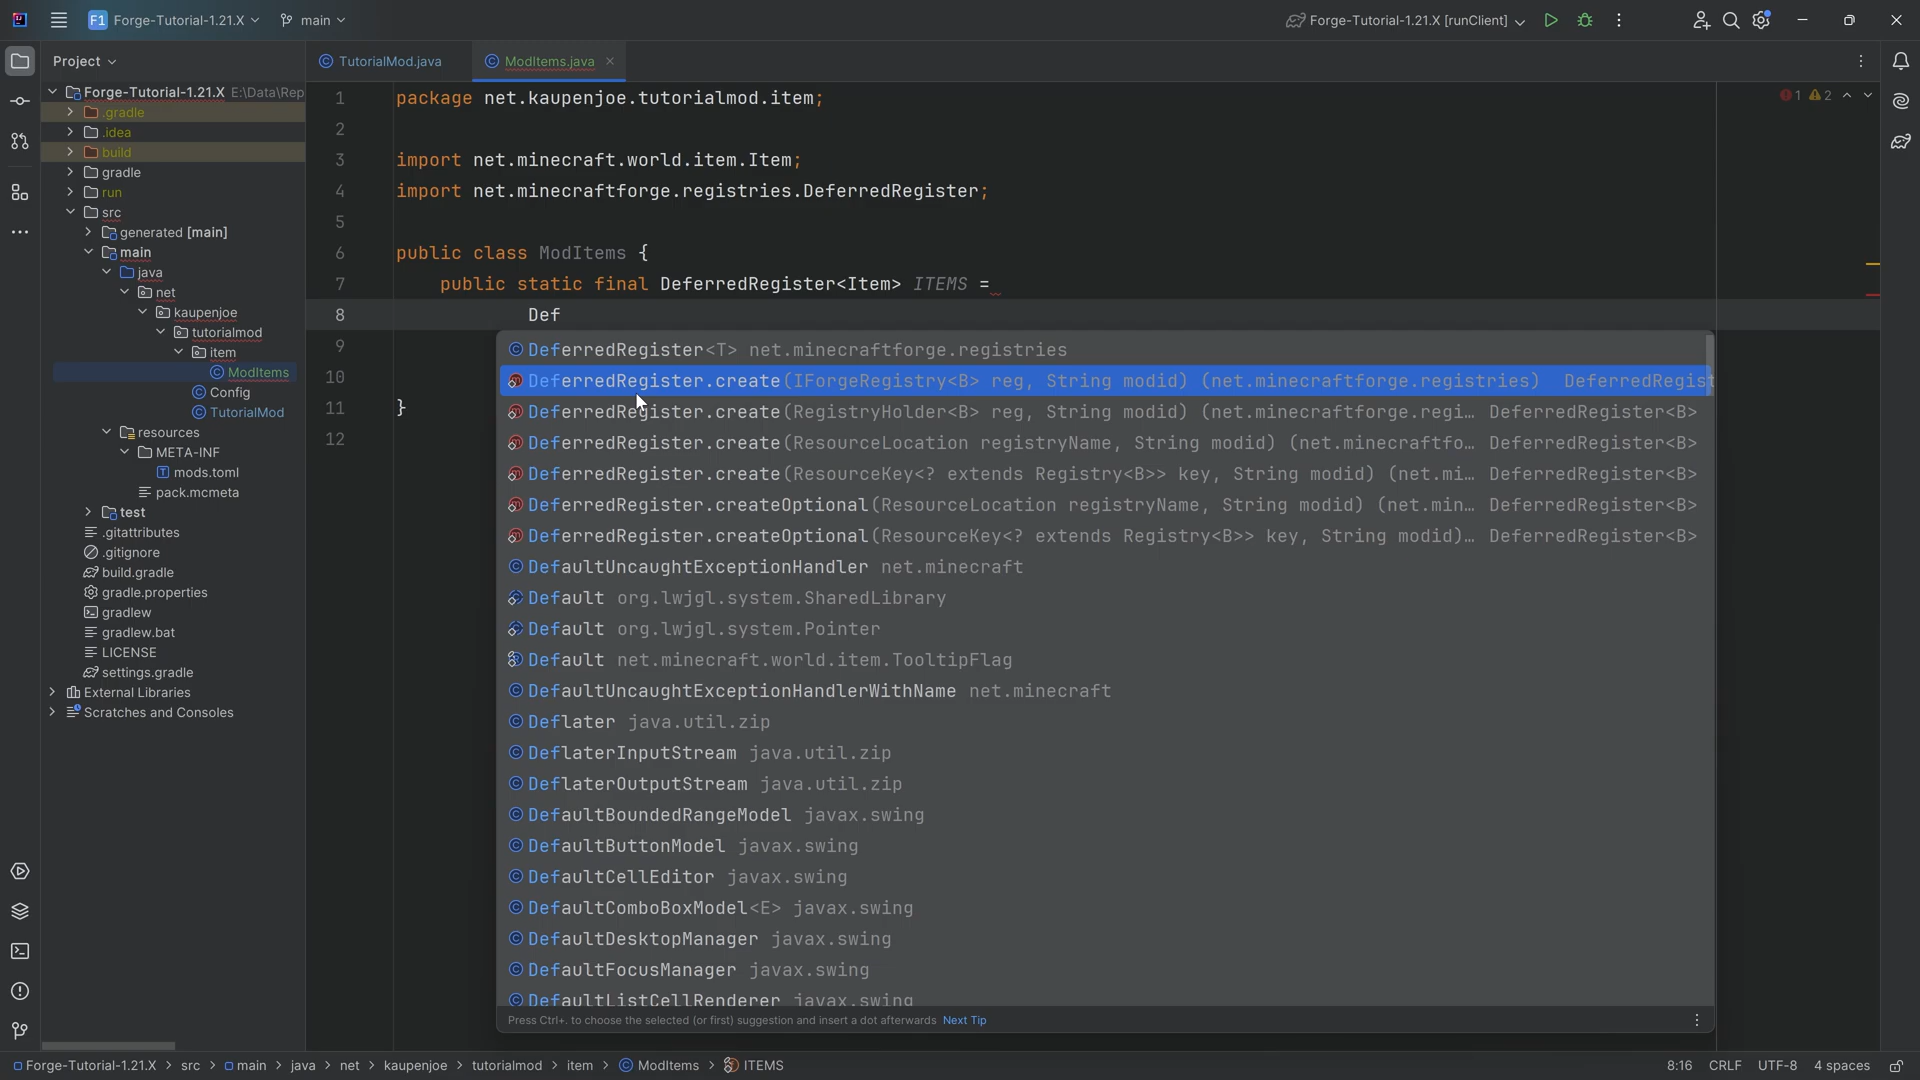 F1 Forge-Tutorial-1.21.X main Forge-Tutorial-1.21.X [runClient]
Project
TutorialMod.java ModItems.java
Forge-Tutorial-1.21.X E:\Data\Rep
.gradle
.idea
build
gradle
run
src
generated [main]
main
java
net
kaupenjoe
tutorialmod
item
ModItems
Config
TutorialMod
resources
META-INF
mods.toml
pack.mcmeta
test
.gitattributes
.gitignore
build.gradle
gradle.properties
gradlew
gradlew.bat
LICENSE
settings.gradle
External Libraries
Scratches and Consoles
1 package net.kaupenjoe.tutorialmod.item;
2
3 import net.minecraft.world.item.Item;
4 import net.minecraftforge.registries.DeferredRegister;
5
6 public class ModItems {
7 public static final DeferredRegister<Item> ITEMS =
8 Def
9
10
11 }
12
1 2
DeferredRegister<T> net.minecraftforge.registries
DeferredRegister.create(IForgeRegistry<B> reg, String modid) (net.minecraftforge.registries) DeferredRegist
DeferredRegister.create(RegistryHolder<B> reg, String modid) (net.minecraftforge.regi… DeferredRegister<B>
DeferredRegister.create(ResourceLocation registryName, String modid) (net.minecraftfo… DeferredRegister<B>
DeferredRegister.create(ResourceKey<? extends Registry<B>> key, String modid) (net.mi… DeferredRegister<B>
DeferredRegister.createOptional(ResourceLocation registryName, String modid) (net.min… DeferredRegister<B>
DeferredRegister.createOptional(ResourceKey<? extends Registry<B>> key, String modid)… DeferredRegister<B>
DefaultUncaughtExceptionHandler net.minecraft
Default org.lwjgl.system.SharedLibrary
Default org.lwjgl.system.Pointer
Default net.minecraft.world.item.TooltipFlag
DefaultUncaughtExceptionHandlerWithName net.minecraft
Deflater java.util.zip
DeflaterInputStream java.util.zip
DeflaterOutputStream java.util.zip
DefaultBoundedRangeModel javax.swing
DefaultButtonModel javax.swing
DefaultCellEditor javax.swing
DefaultComboBoxModel<E> javax.swing
DefaultDesktopManager javax.swing
DefaultFocusManager javax.swing
DefaultListCellRenderer javax.swing
Press Ctrl+. to choose the selected (or first) suggestion and insert a dot afterwards Next Tip
Forge-Tutorial-1.21.X > src > main > java > net > kaupenjoe > tutorialmod > item > ModItems > ITEMS 8:16 CRLF UTF-8 4 spaces